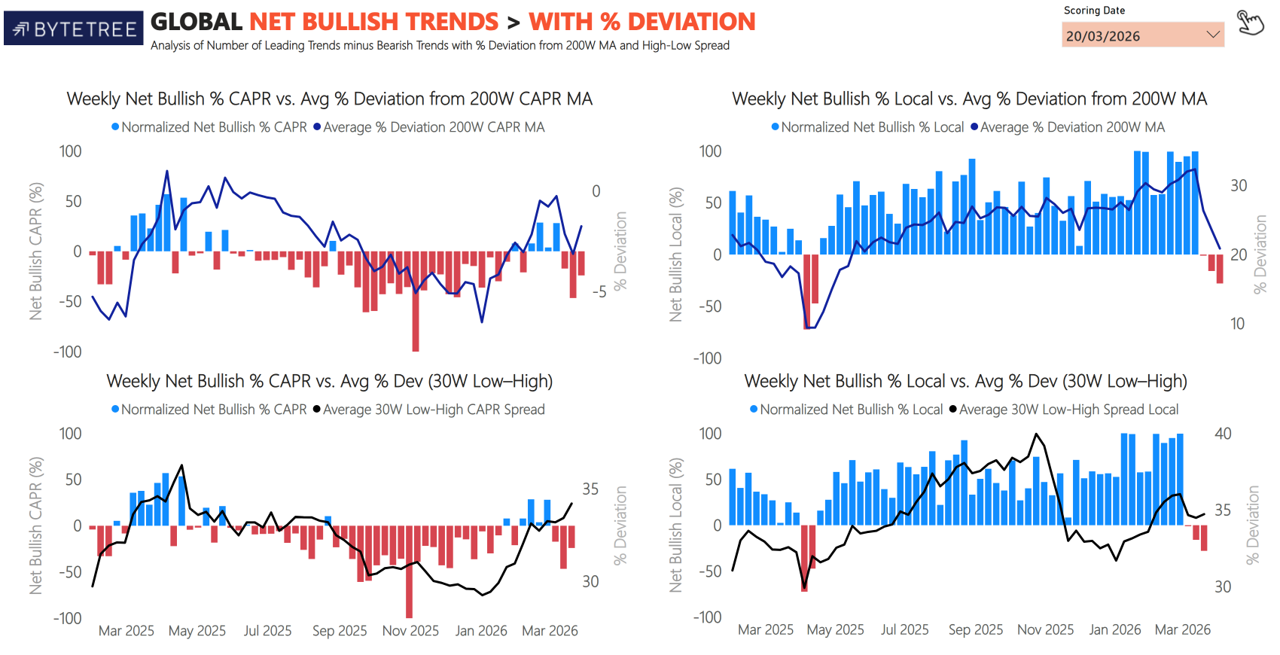 BYTETREE
GLOBAL NET BULLISH TRENDS > WITH % DEVIATION
Analysis of Number of Leading Trends minus Bearish Trends with % Deviation from 200W MA and High-Low Spread
Scoring Date
20/03/2026
Weekly Net Bullish % CAPR vs. Avg % Deviation from 200W CAPR MA
Normalized Net Bullish % CAPR Average % Deviation 200W CAPR MA
Net Bullish CAPR (%)
100
50
0
-50
-100
0
-5
% Deviation
Weekly Net Bullish % Local vs. Avg % Deviation from 200W MA
Normalized Net Bullish % Local Average % Deviation 200W MA
Net Bullish Local (%)
100
50
0
-50
-100
30
20
10
% Deviation
Weekly Net Bullish % CAPR vs. Avg % Dev (30W Low–High)
Normalized Net Bullish % CAPR Average 30W Low-High CAPR Spread
Net Bullish CAPR (%)
100
50
0
-50
-100
35
30
% Deviation
Mar 2025 May 2025 Jul 2025 Sep 2025 Nov 2025 Jan 2026 Mar 2026
Weekly Net Bullish % Local vs. Avg % Dev (30W Low–High)
Normalized Net Bullish % Local Average 30W Low-High Spread Local
Net Bullish Local (%)
100
50
0
-50
-100
40
35
30
% Deviation
Mar 2025 May 2025 Jul 2025 Sep 2025 Nov 2025 Jan 2026 Mar 2026